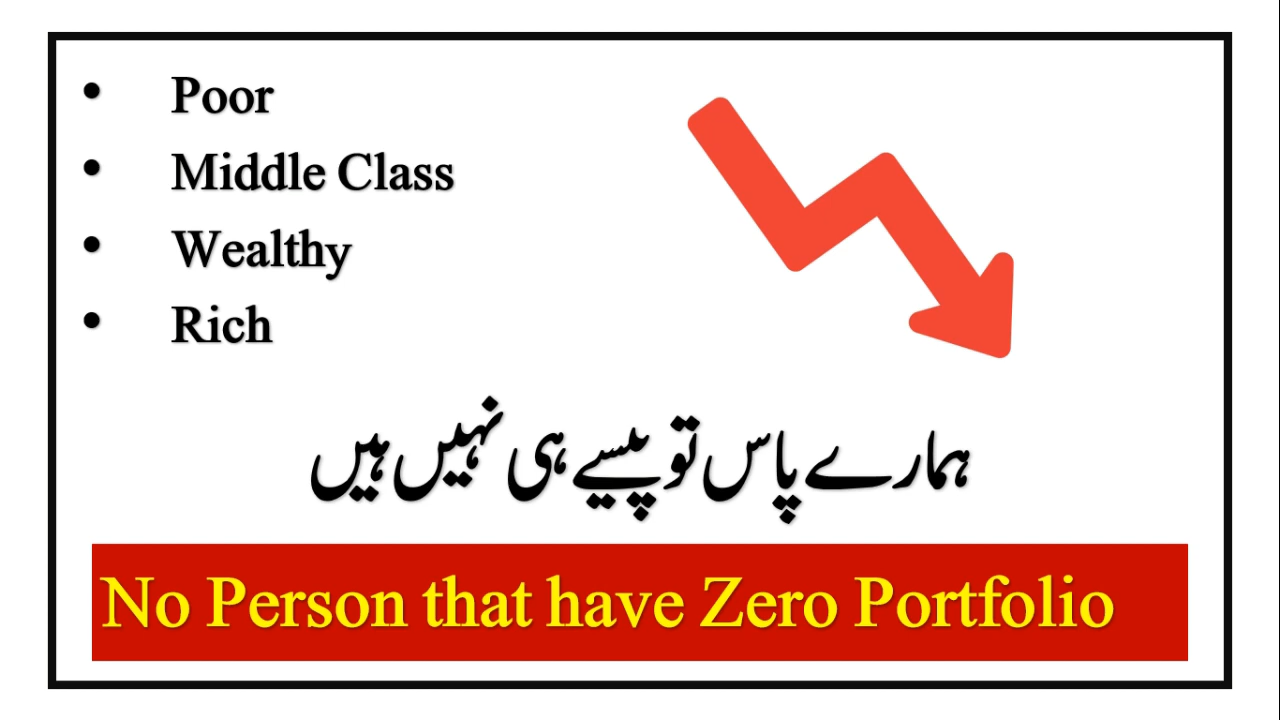 • Poor
• Middle Class
• Wealthy
• Rich
ہمارے پاس تو پیسے ہی نہیں ہیں
No Person that have Zero Portfolio